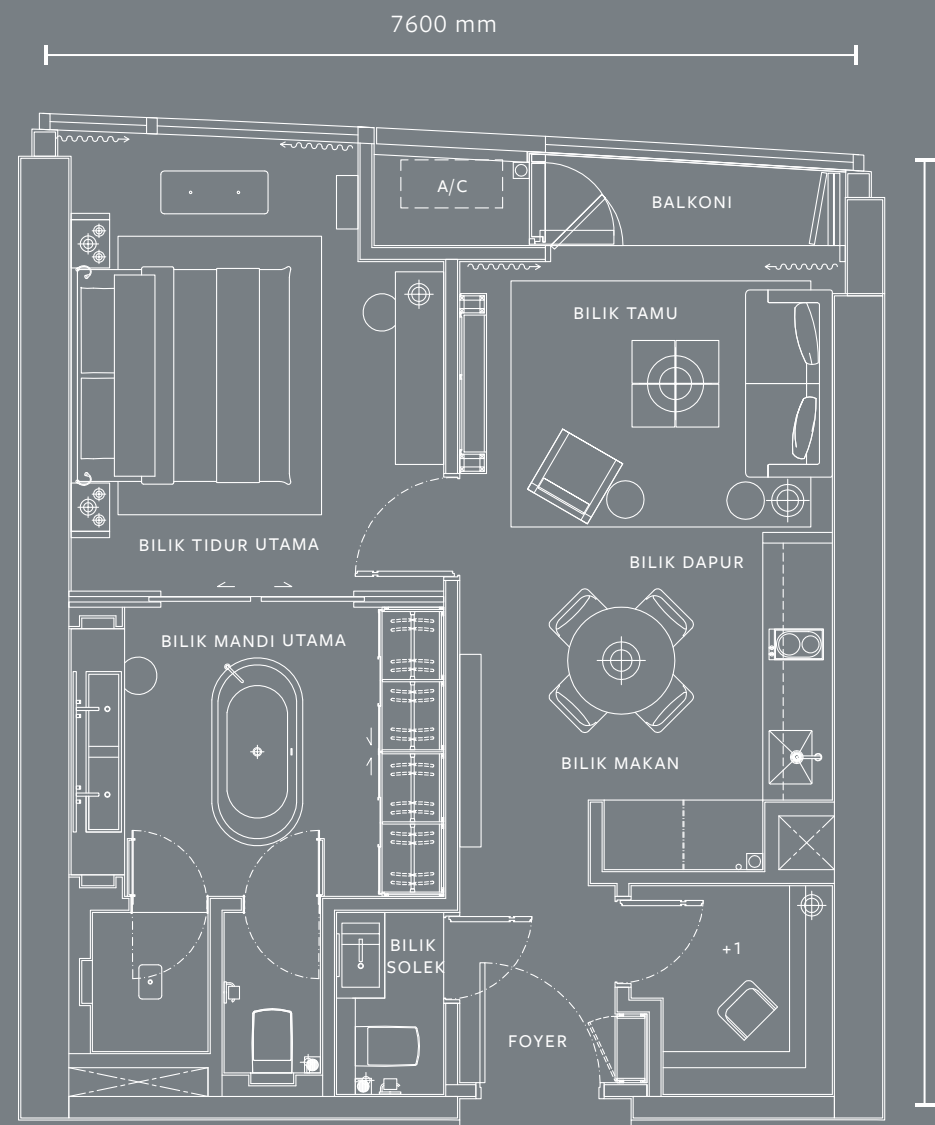 7600 mm
A/C
BALKONI
BILIK TAMU
BILIK TIDUR UTAMA
BILIK DAPUR
BILIK MANDI UTAMA
BILIK MAKAN
BILIK
SOLEK
+1
FOYER